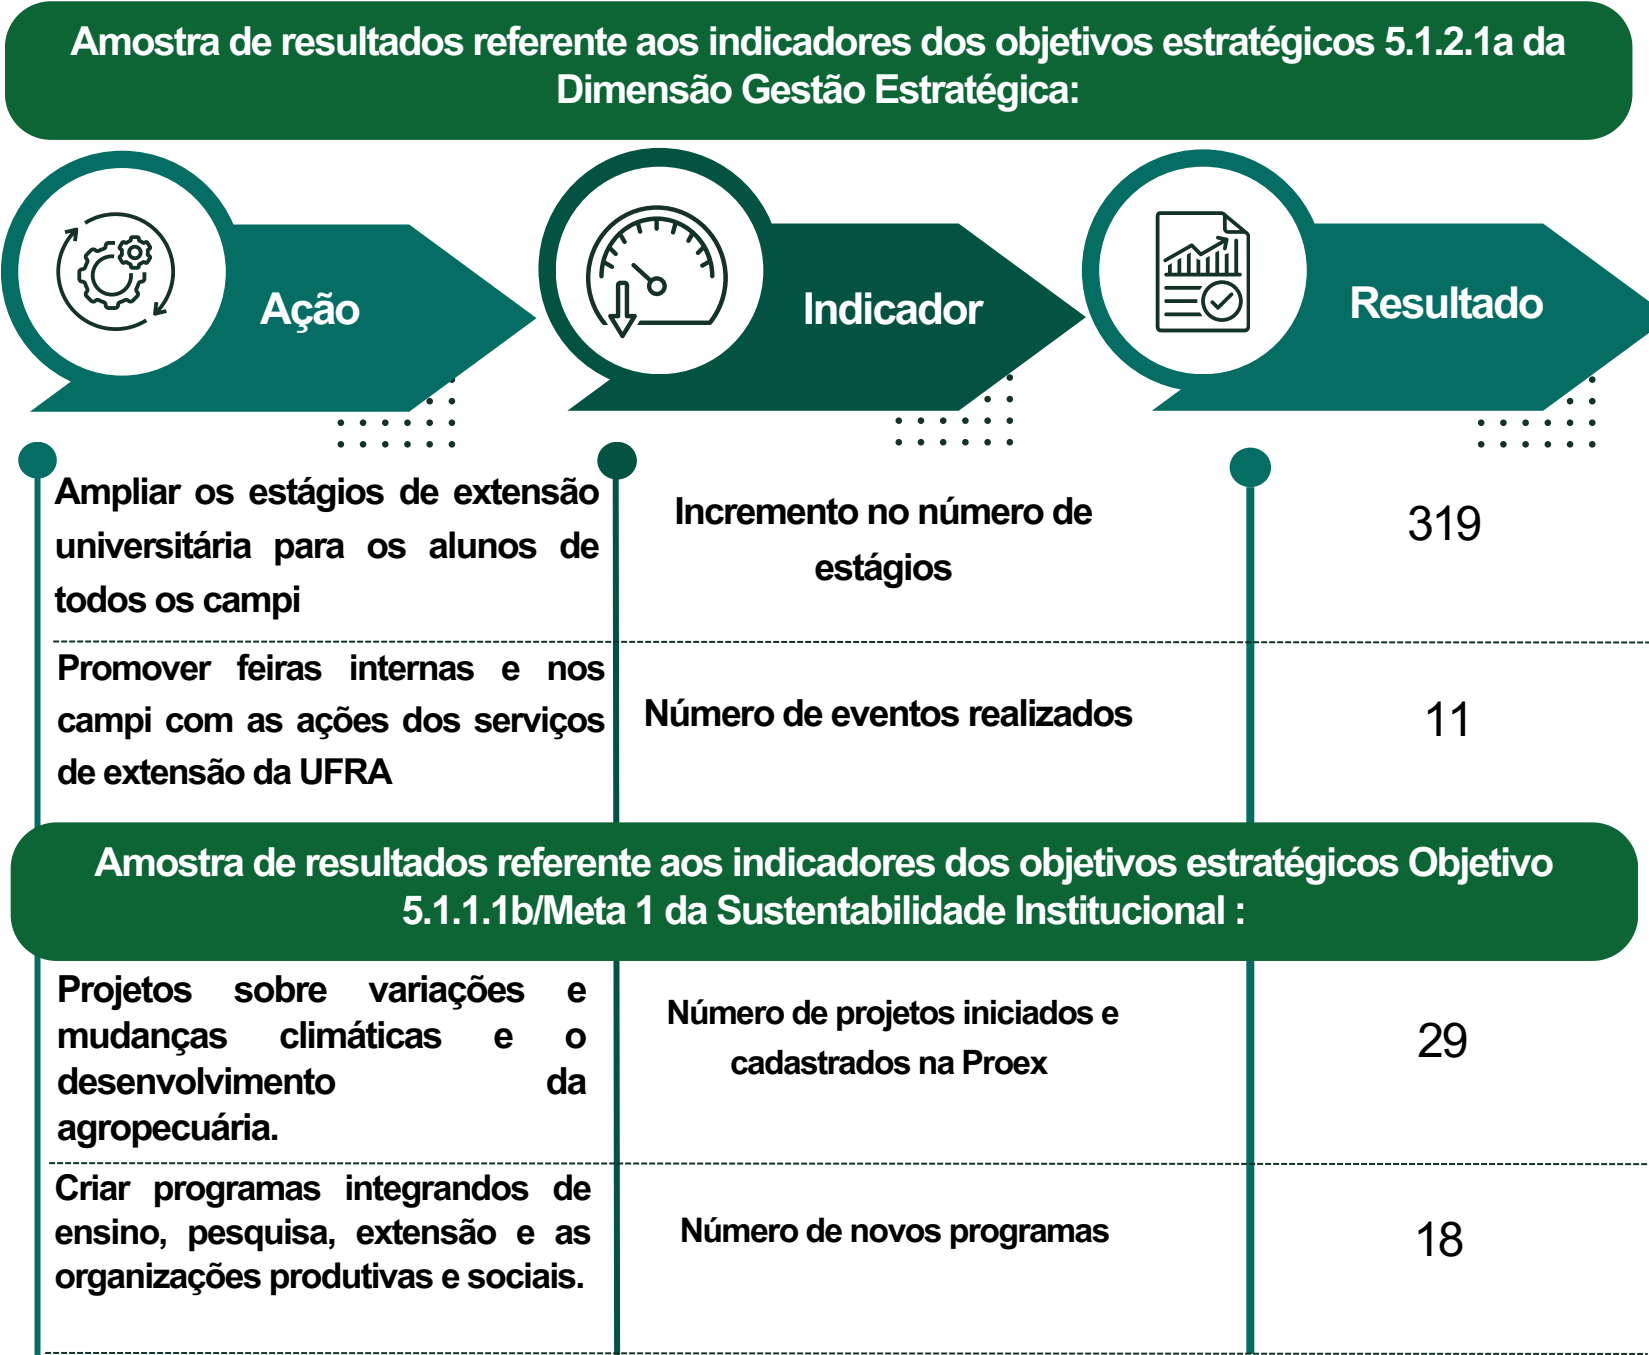 Amostra de resultados referente aos indicadores dos objetivos estratégicos 5.1.2.1a da
Dimensão Gestão Estratégica:
Ação
Indicador
Resultado
Ampliar os estágios de extensão
universitária para os alunos de
todos os campi
Incremento no número de
estágios
319
Promover feiras internas e nos
campi com as ações dos serviços
de extensão da UFRA
Número de eventos realizados
11
Amostra de resultados referente aos indicadores dos objetivos estratégicos Objetivo
5.1.1.1b/Meta 1 da Sustentabilidade Institucional :
Projetos sobre variações e
mudanças climáticas e o
desenvolvimento da
agropecuária.
Número de projetos iniciados e
cadastrados na Proex
29
Criar programas integrandos de
ensino, pesquisa, extensão e as
organizações produtivas e sociais.
Número de novos programas
18